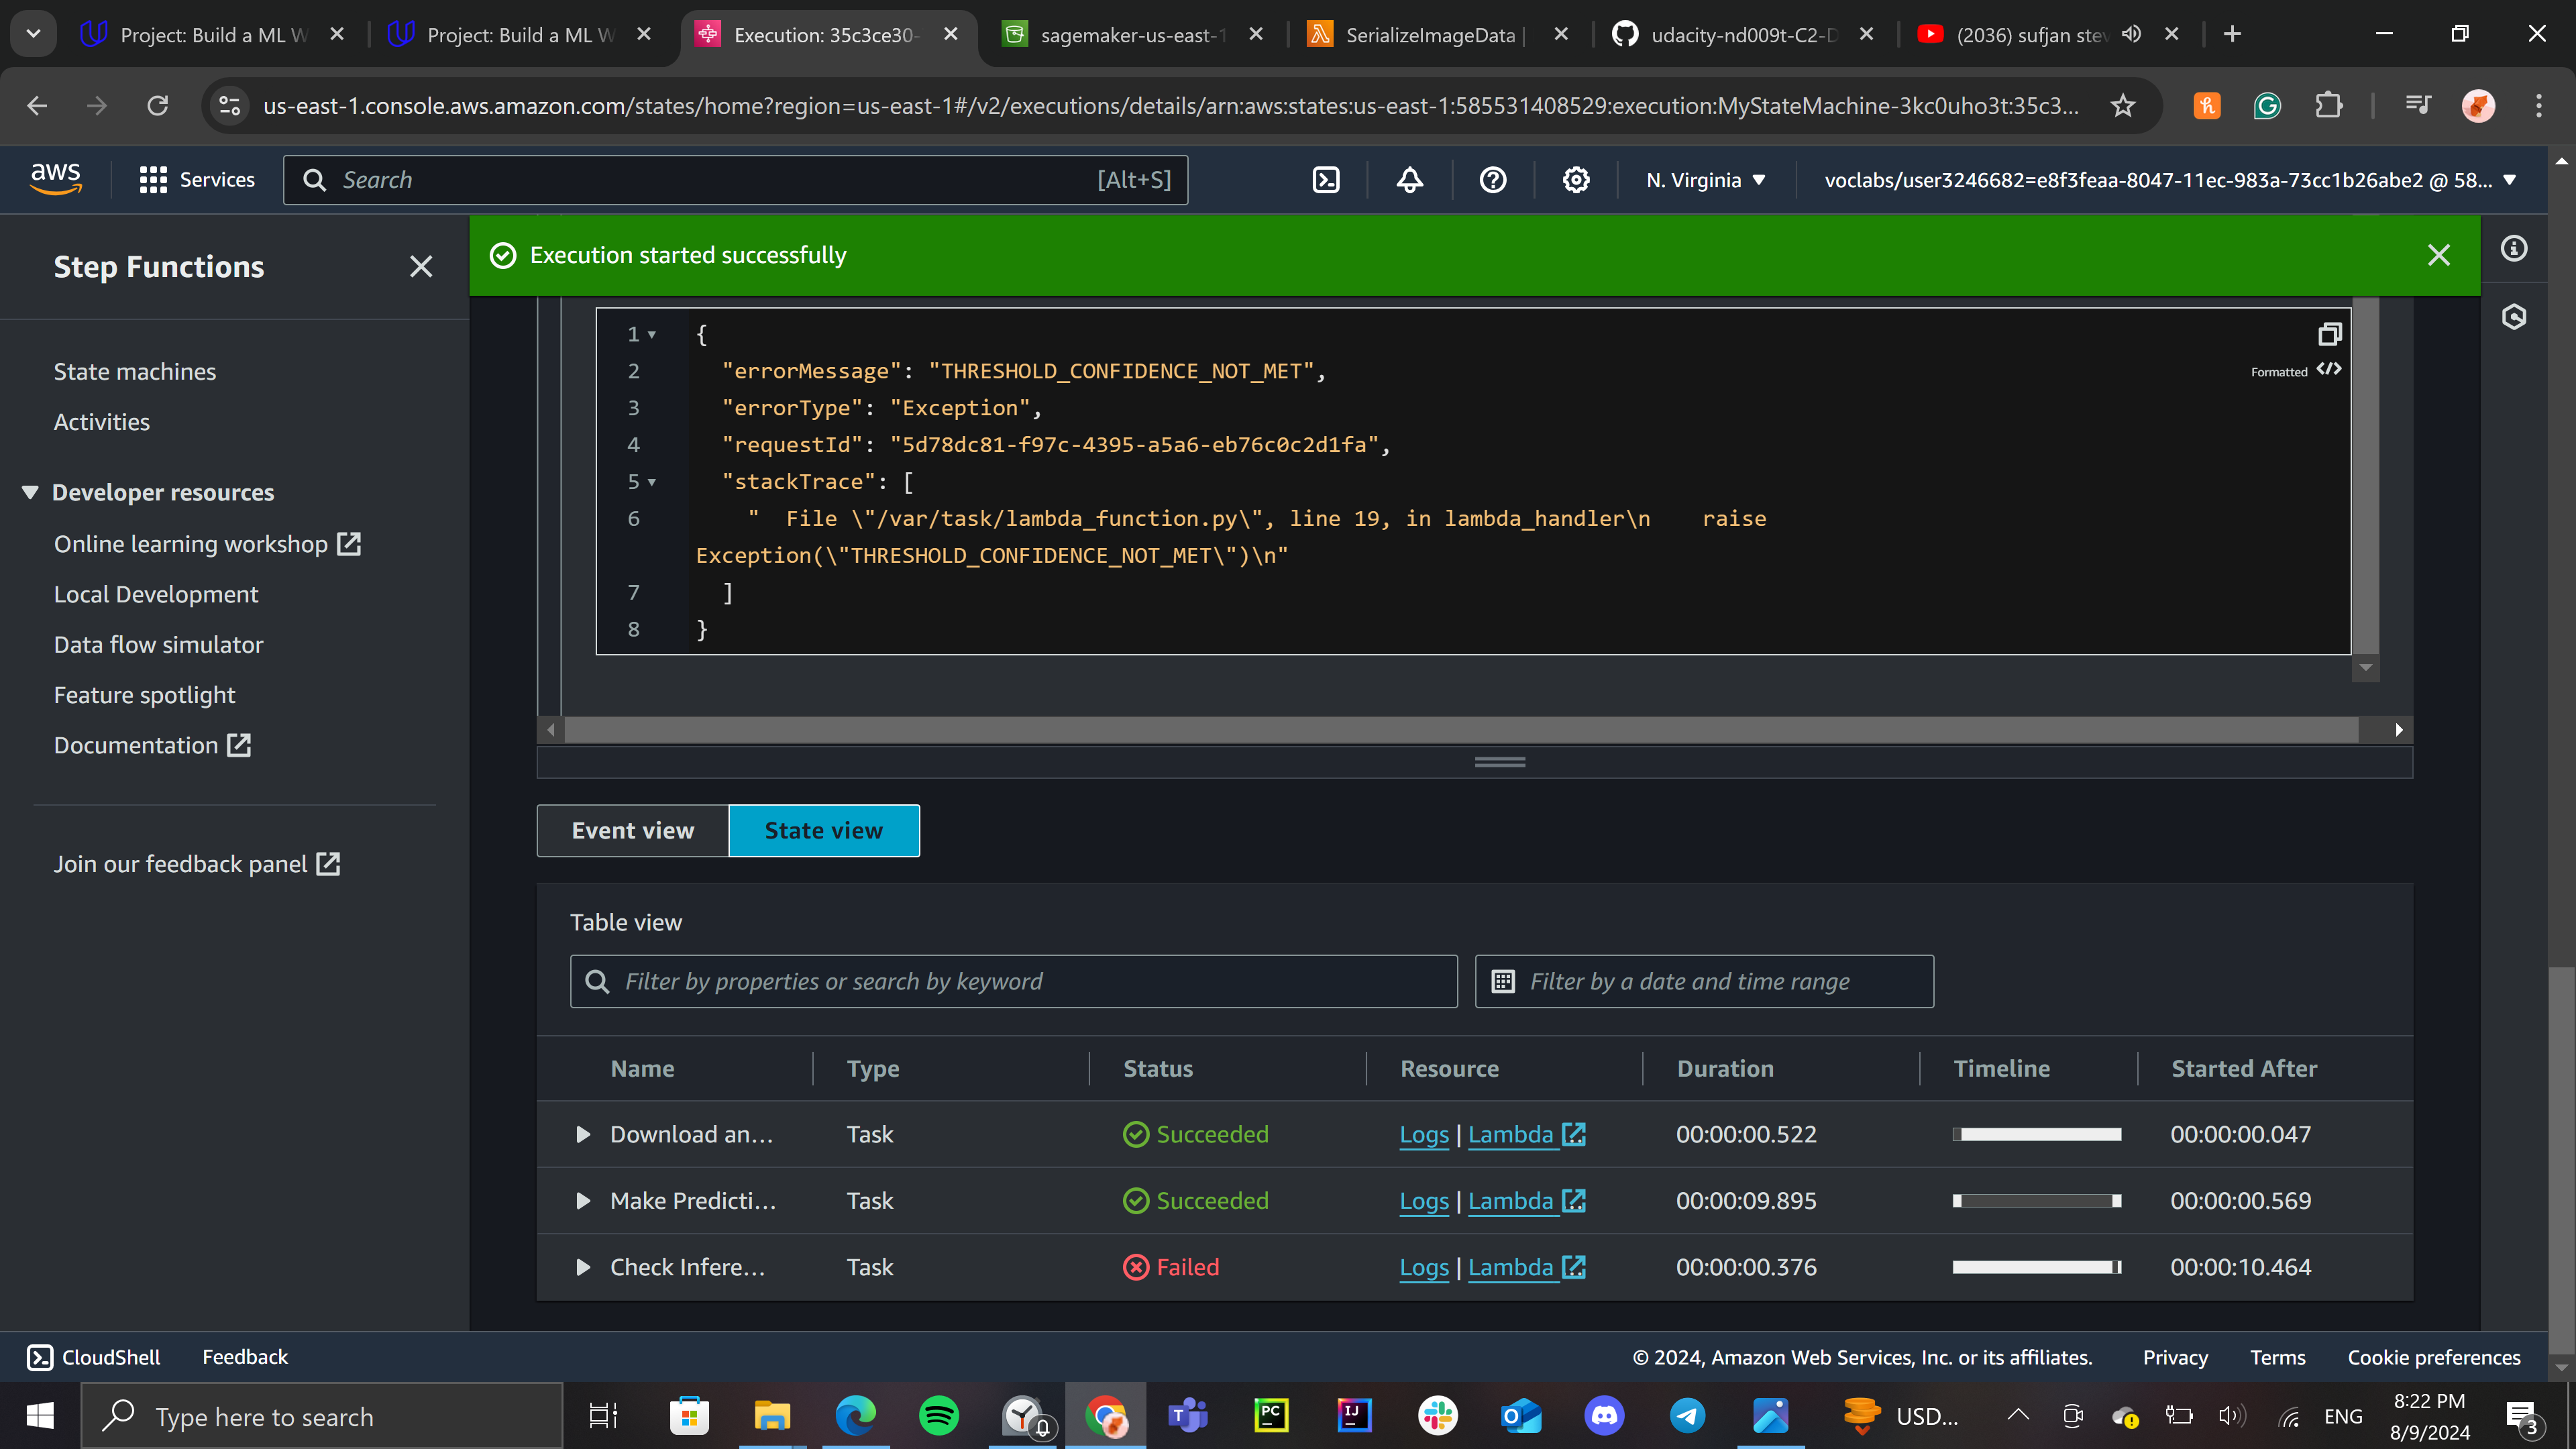 Project: Build a ML W
Project: Build a ML W
Execution: 35c3ce30-
sagemaker-us-east-1
SerializeImageData |
udacity-nd009t-C2-D
(2036) sufjan stev
us-east-1.console.aws.amazon.com/states/home?region=us-east-1#/v2/executions/details/arn:aws:states:us-east-1:585531408529:execution:MyStateMachine-3kc0uho3t:35c3...
aws
Services
Search
[Alt+S]
N. Virginia
voclabs/user3246682=e8f3feaa-8047-11ec-983a-73cc1b26abe2 @ 58...
Step Functions
State machines
Activities
Developer resources
Online learning workshop
Local Development
Data flow simulator
Feature spotlight
Documentation
Join our feedback panel
Execution started successfully
1 {
2 "errorMessage": "THRESHOLD_CONFIDENCE_NOT_MET",
3 "errorType": "Exception",
4 "requestId": "5d78dc81-f97c-4395-a5a6-eb76c0c2d1fa",
5 "stackTrace": [
6 "  File \"/var/task/lambda_function.py\", line 19, in lambda_handler\n    raise
Exception(\"THRESHOLD_CONFIDENCE_NOT_MET\")\n"
7 ]
8 }
Formatted
Event view
State view
Table view
Filter by properties or search by keyword
Filter by a date and time range
Name Type Status Resource Duration Timeline Started After
Download an... Task Succeeded Logs | Lambda 00:00:00.522 00:00:00.047
Make Predicti... Task Succeeded Logs | Lambda 00:00:09.895 00:00:00.569
Check Infere... Task Failed Logs | Lambda 00:00:00.376 00:00:10.464
CloudShell
Feedback
© 2024, Amazon Web Services, Inc. or its affiliates.
Privacy
Terms
Cookie preferences
Type here to search
T
PC
IJ
O
USD...
ENG
8:22 PM
8/9/2024
3